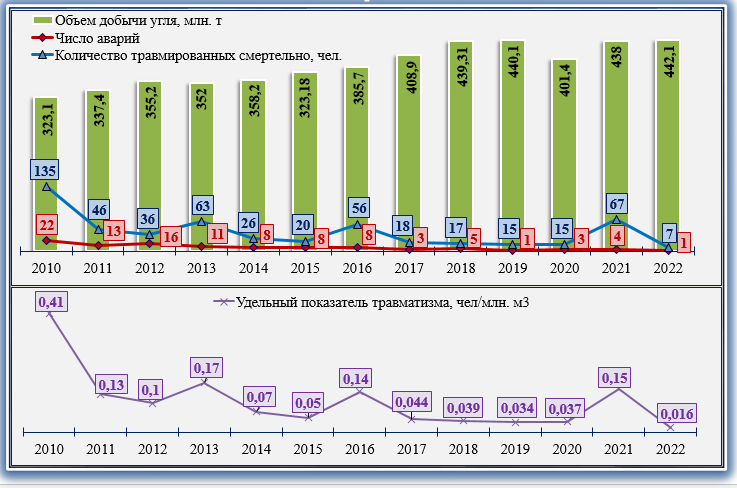 Объем добычи угля, млн. т
Число аварий
Количество травмированных смертельно, чел.
323,1 337,4 355,2 352 358,2 323,18 385,7 408,9 439,31 440,1 401,4 438 442,1
135 46 36 63 26 20 56 18 17 15 15 67 7
22 13 16 11 8 8 8 3 5 1 3 4 1
2010 2011 2012 2013 2014 2015 2016 2017 2018 2019 2020 2021 2022
Удельный показатель травматизма, чел/млн. м3
0,41 0,13 0,1 0,17 0,07 0,05 0,14 0,044 0,039 0,034 0,037 0,15 0,016
2010 2011 2012 2013 2014 2015 2016 2017 2018 2019 2020 2021 2022